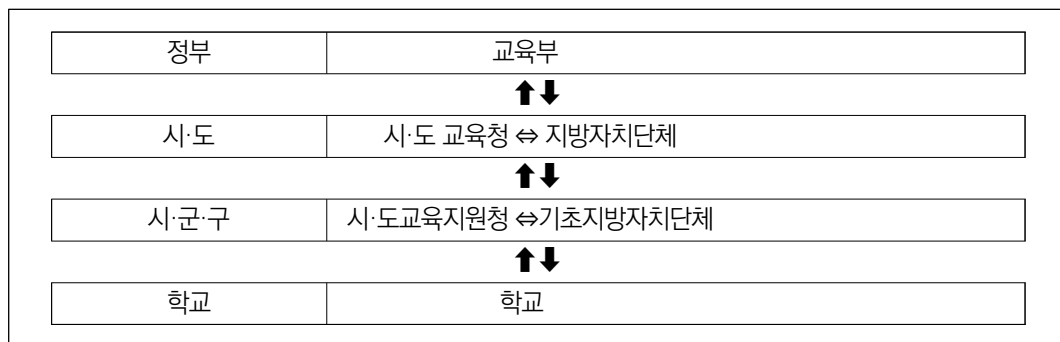 정부 교육부
⬆⬇
시·도 시·도 교육청 ⇔ 지방자치단체
⬆⬇
시·군·구 시·도교육지원청 ⇔기초지방자치단체
⬆⬇
학교 학교